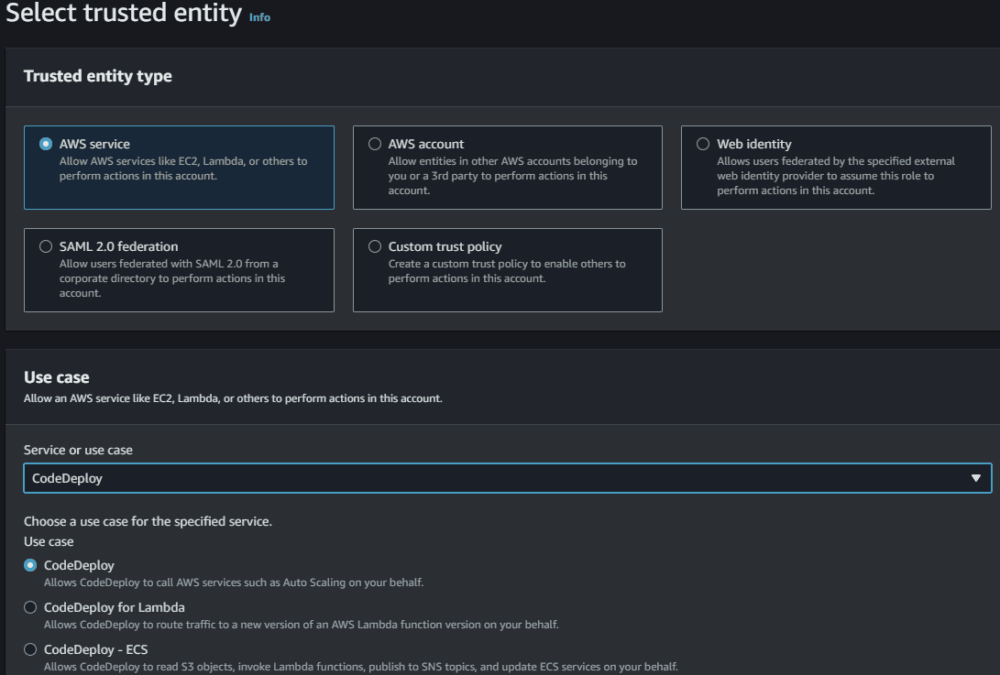 Select trusted entity Info
Trusted entity type
AWS service
Allow AWS services like EC2, Lambda, or others to
perform actions in this account.
AWS account
Allow entities in other AWS accounts belonging to
you or a 3rd party to perform actions in this
account.
Web identity
Allows users federated by the specified external
web identity provider to assume this role to
perform actions in this account.
SAML 2.0 federation
Allow users federated with SAML 2.0 from a
corporate directory to perform actions in this
account.
Custom trust policy
Create a custom trust policy to enable others to
perform actions in this account.
Use case
Allow an AWS service like EC2, Lambda, or others to perform actions in this account.
Service or use case
CodeDeploy
Choose a use case for the specified service.
Use case
CodeDeploy
Allows CodeDeploy to call AWS services such as Auto Scaling on your behalf.
CodeDeploy for Lambda
Allows CodeDeploy to route traffic to a new version of an AWS Lambda function version on your behalf.
CodeDeploy - ECS
Allows CodeDeploy to read S3 objects, invoke Lambda functions, publish to SNS topics, and update ECS services on your behalf.